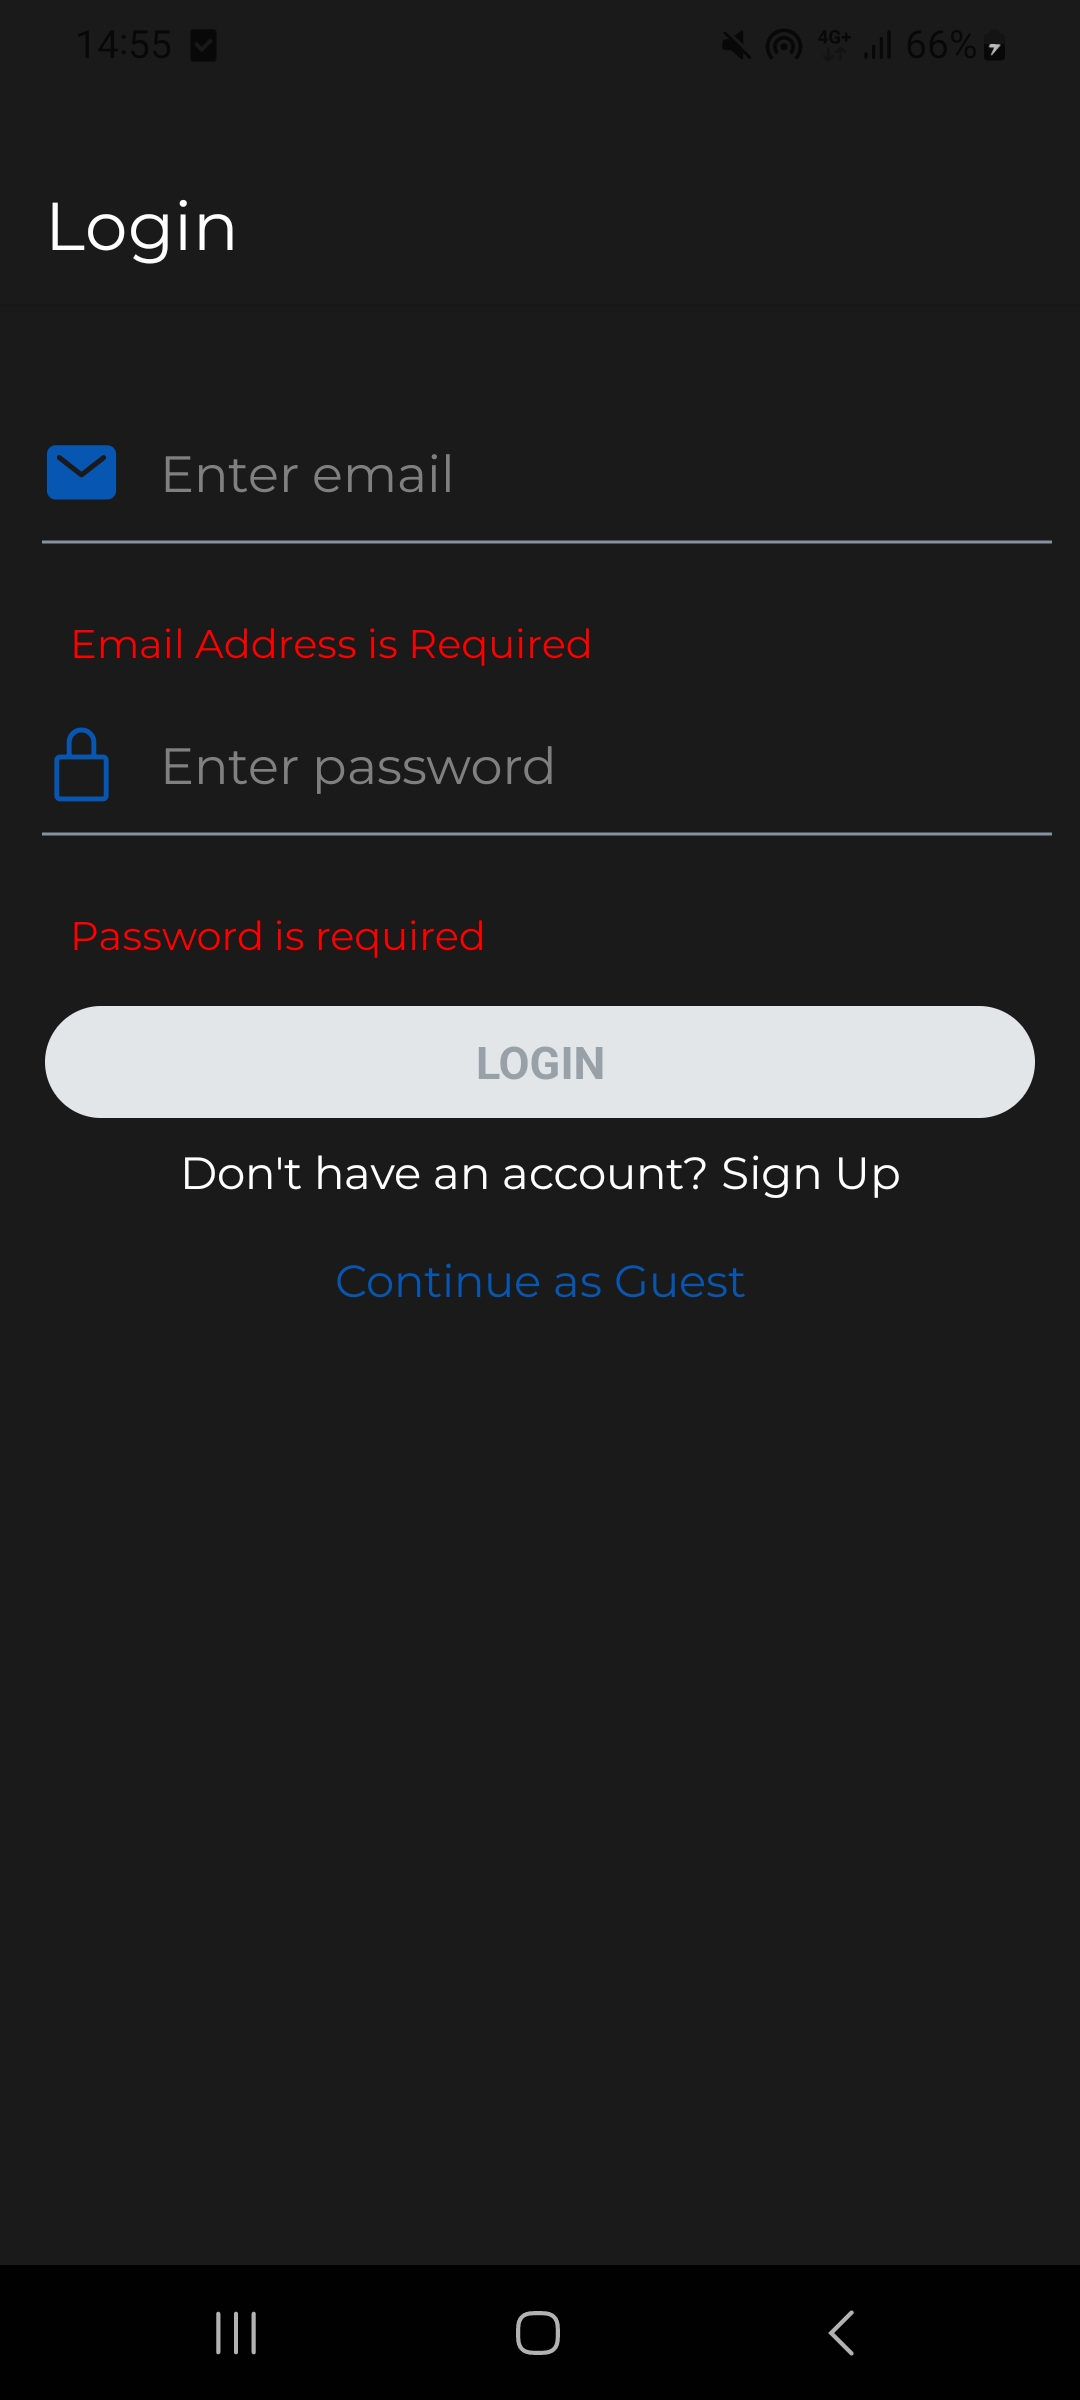 14:55 4G+ 66%
Login
Enter email
Email Address is Required
Enter password
Password is required
LOGIN
Don't have an account? Sign Up
Continue as Guest